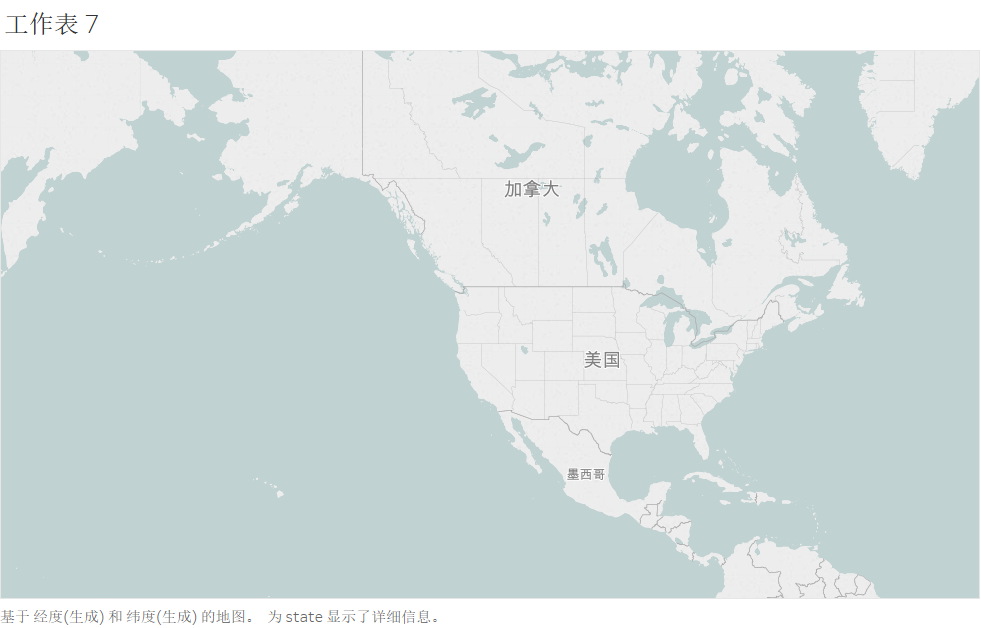 工作表 7
加拿大
美国
墨西哥
基于 经度(生成) 和 纬度(生成) 的地图。 为 state 显示了详细信息。